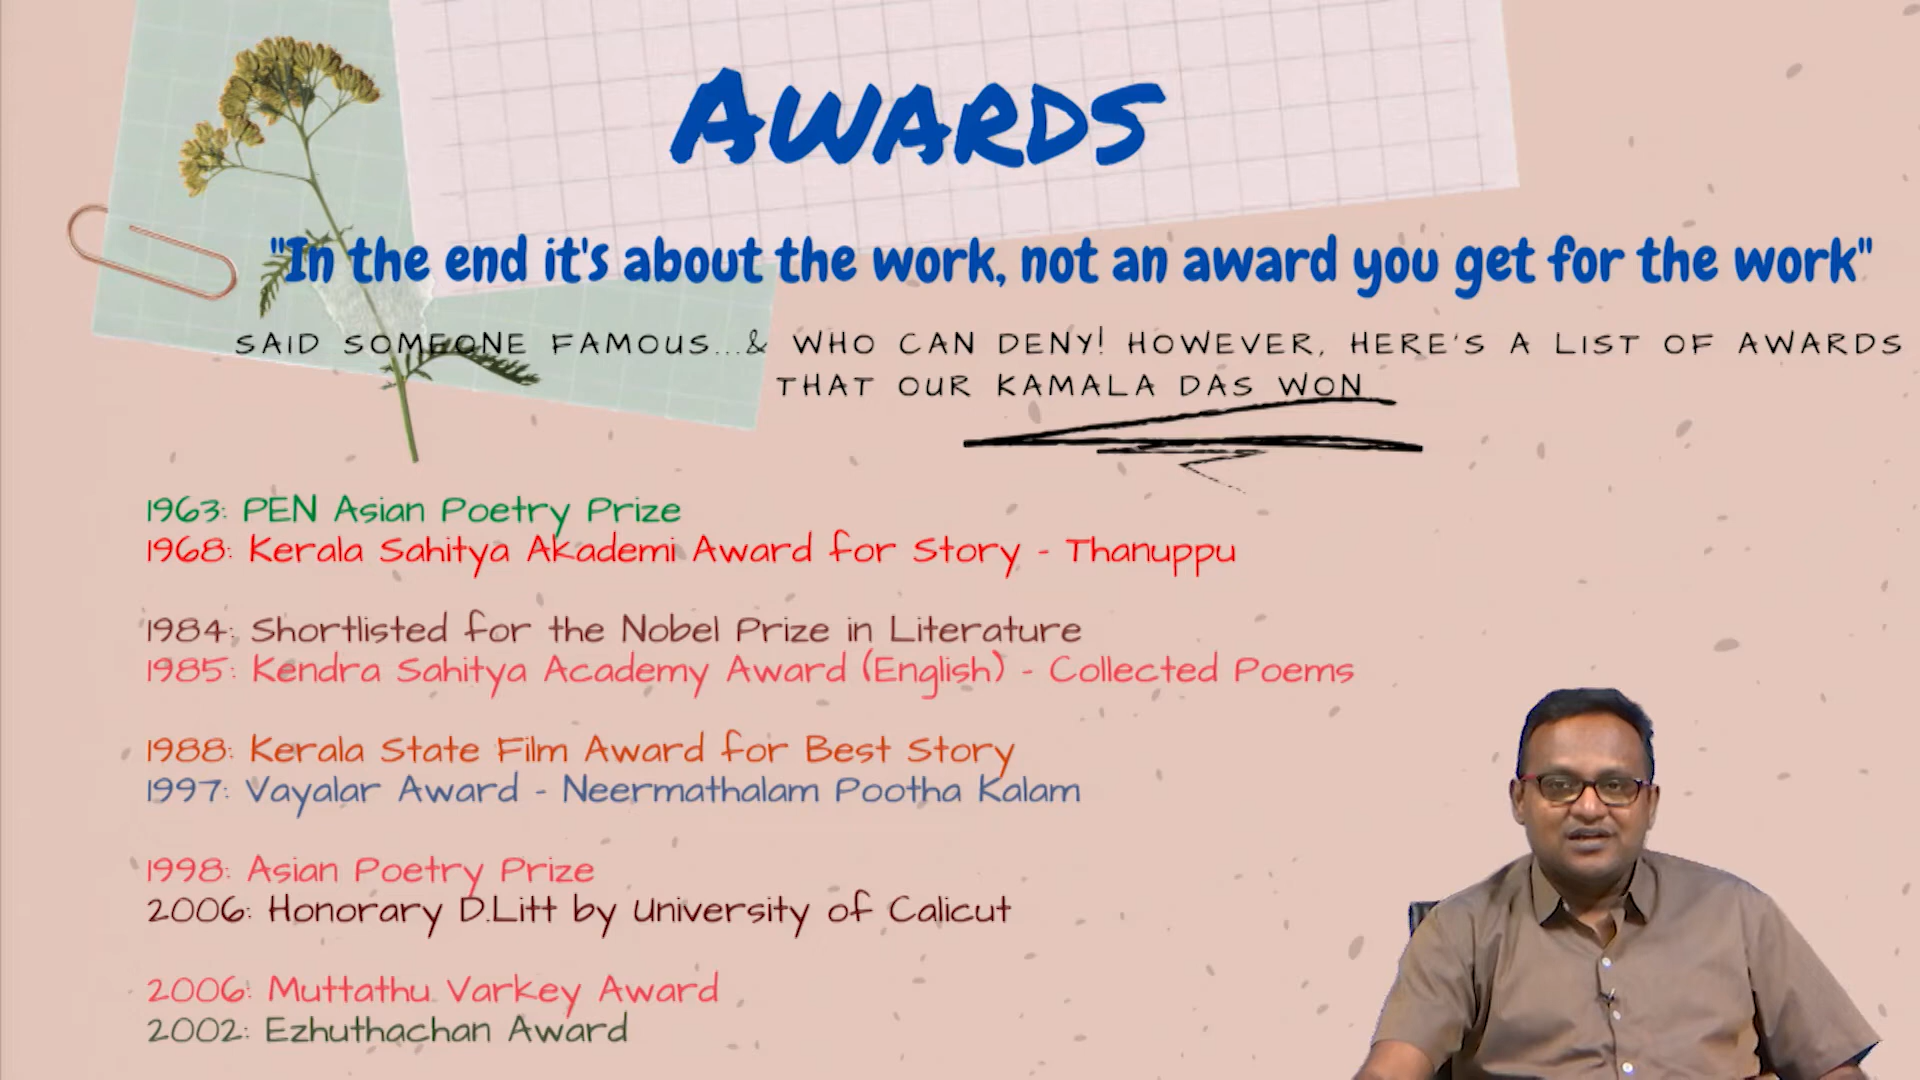 AWARDS
"In the end it's about the work, not an award you get for the work"
SAID SOMEONE FAMOUS...& WHO CAN DENY! HOWEVER, HERE'S A LIST OF AWARDS
THAT OUR KAMALA DAS WON
1963: PEN Asian Poetry Prize
1968: Kerala Sahitya Akademi Award for Story - Thanuppu
1984: Shortlisted for the Nobel Prize in Literature
1985: Kendra Sahitya Academy Award (English) - Collected Poems
1988: Kerala State Film Award for Best Story
1997: Vayalar Award - Neermathalam Pootha Kalam
1998: Asian Poetry Prize
2006: Honorary D.Litt by University of Calicut
2006: Muttathu Varkey Award
2002: Ezhuthachan Award